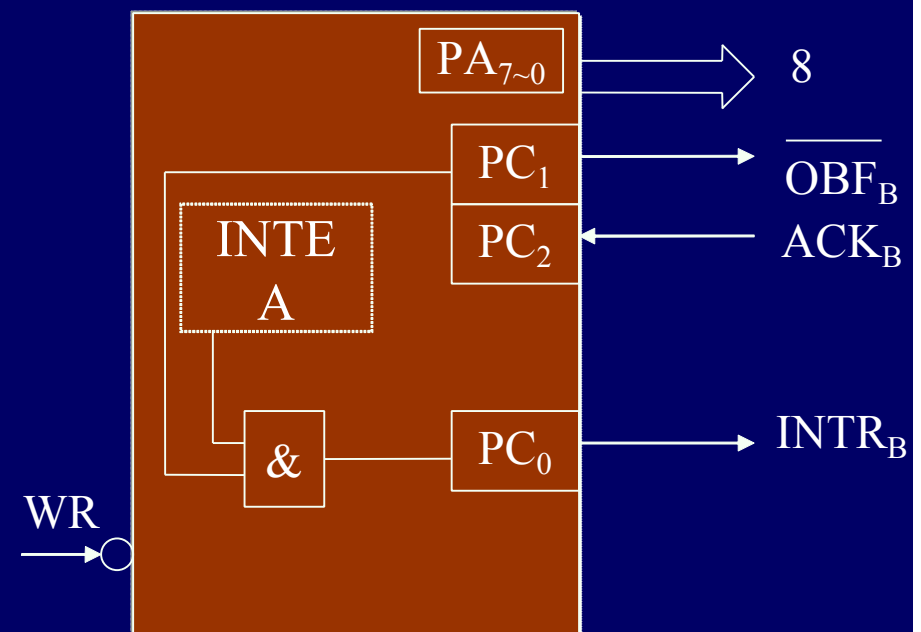 PA7~0 8
PC1 OBFB
INTE PC2 ACKB
A
& PC0 INTRB
WR